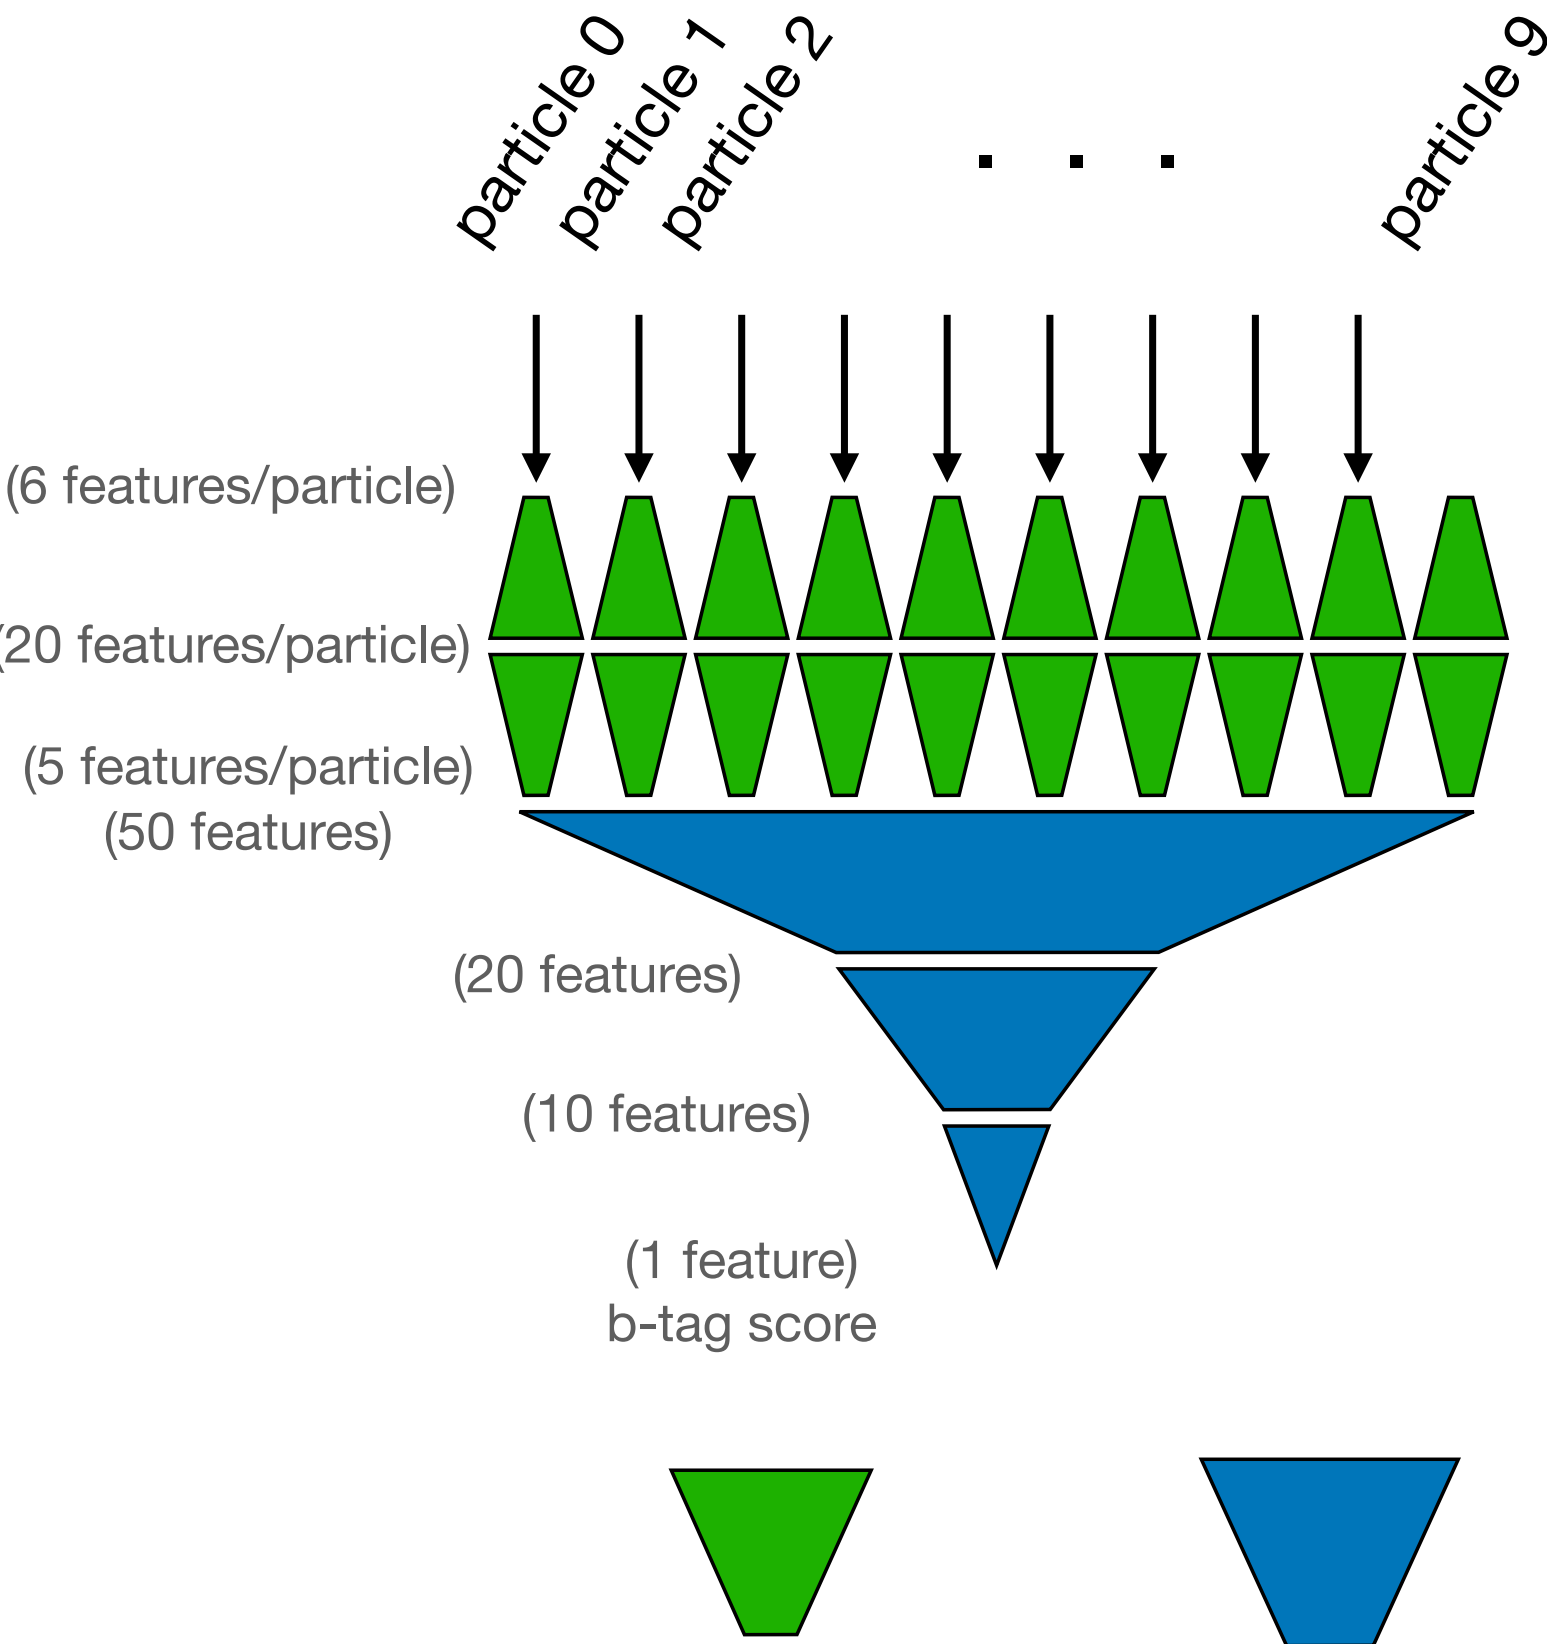 particle 0
particle 1
particle 2
. . .
particle 9
(6 features/particle)
(20 features/particle)
(5 features/particle)
(50 features)
(20 features)
(10 features)
(1 feature)
b-tag score